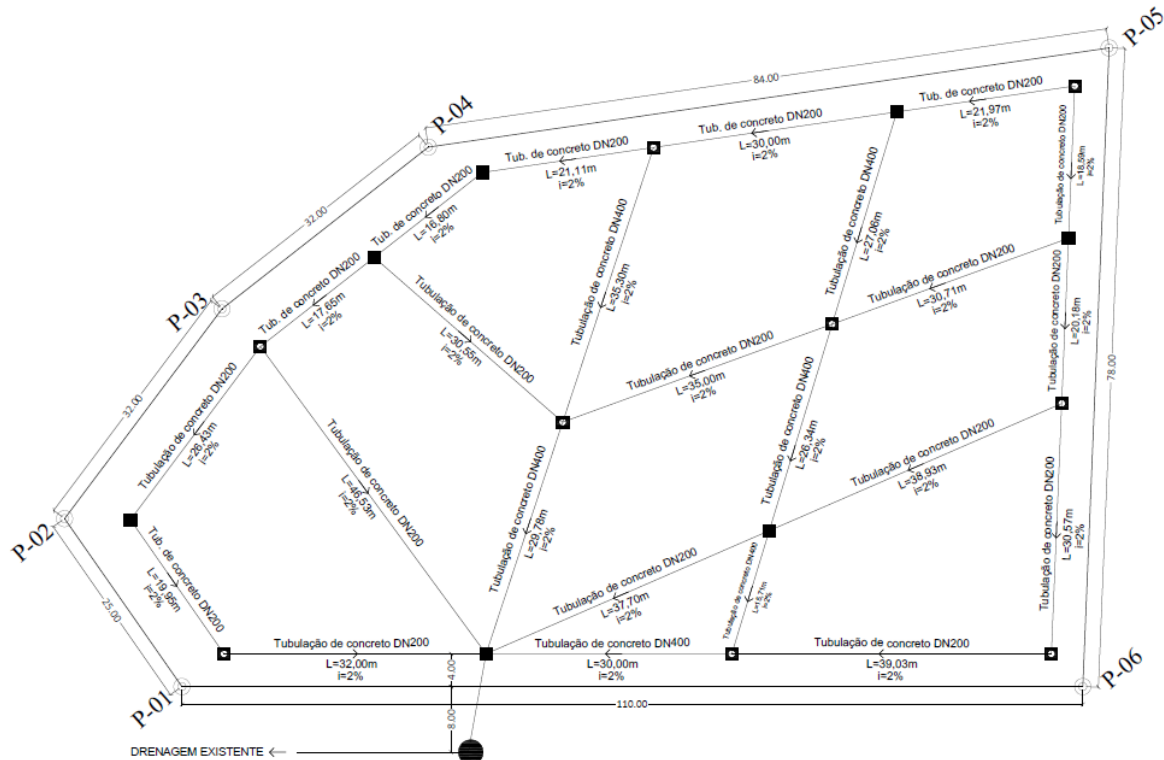 P-05
84.00
Tub. de concreto DN200
L=21,97m
i=2%
P-04
Tub. de concreto DN200
L=30,00m
i=2%
Tub. de concreto DN200
L=21,11m
i=2%
Tubulação de concreto DN200
L=18,59m
i=2%
32.00
Tub. de concreto DN200
L=16,80m
i=2%
Tubulação de concreto DN400
L=35,30m
i=2%
Tubulação de concreto DN400
L=27,06m
i=2%
Tubulação de concreto DN200
L=30,71m
i=2%
Tubulação de concreto DN200
L=20,18m
i=2%
P-03
Tub. de concreto DN200
L=17,65m
i=2%
Tubulação de concreto DN200
L=30,55m
i=2%
Tubulação de concreto DN200
L=35,00m
i=2%
78.00
32.00
Tubulação de concreto DN200
L=26,43m
i=2%
Tubulação de concreto DN200
L=46,53m
i=2%
Tubulação de concreto DN400
L=29,78m
i=2%
Tubulação de concreto DN400
L=26,34m
i=2%
Tubulação de concreto DN200
L=38,93m
i=2%
Tubulação de concreto DN200
L=30,57m
i=2%
P-02
25.00
Tub. de concreto DN200
L=19,95m
i=2%
Tubulação de concreto DN200
L=37,70m
i=2%
Tubulação de concreto DN400
L=15,71m
i=2%
Tubulação de concreto DN200
L=32,00m
i=2%
Tubulação de concreto DN400
L=30,00m
i=2%
Tubulação de concreto DN200
L=39,03m
i=2%
4.00
P-01
P-06
110.00
8.00
DRENAGEM EXISTENTE